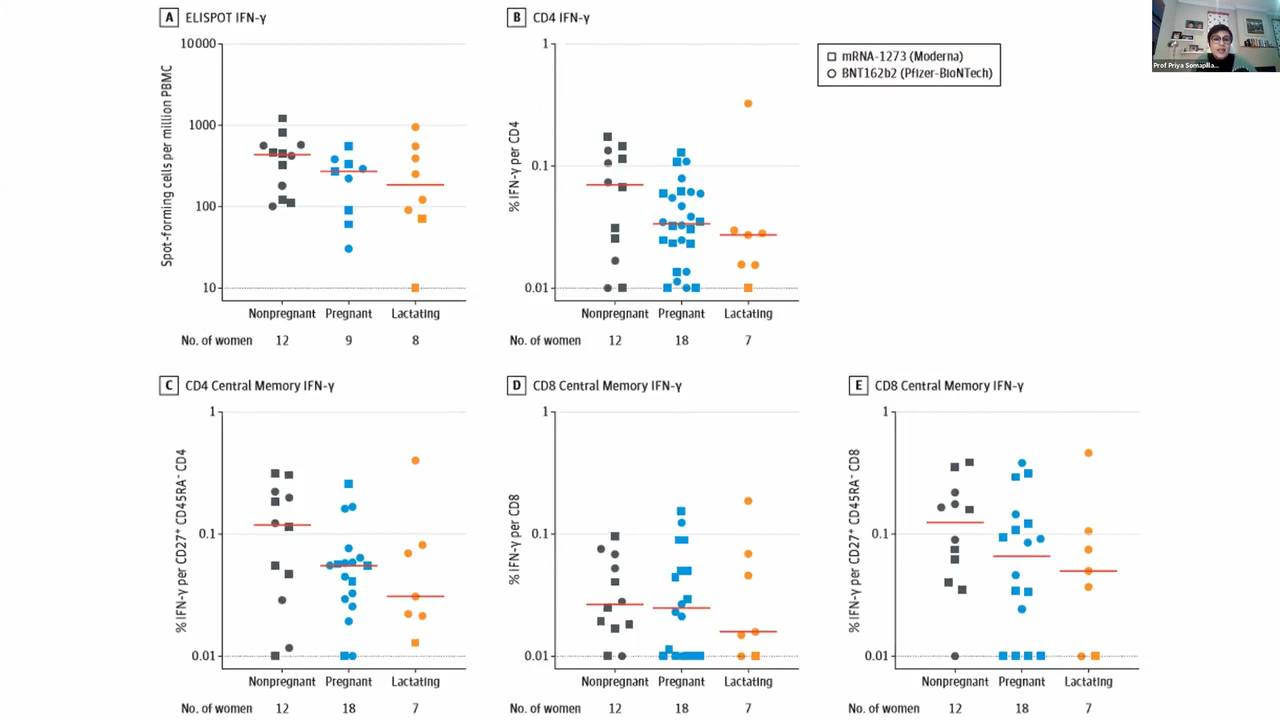 A ELISPOT IFN-γ
Spot-forming cells per million PBMC
10000
1000
100
10
Nonpregnant Pregnant Lactating
No. of women 12 9 8
B CD4 IFN-γ
% IFN-γ per CD4
1
0.1
0.01
Nonpregnant Pregnant Lactating
No. of women 12 18 7
mRNA-1273 (Moderna)
BNT162b2 (Pfizer-BioNTech)
Prof Priya Somapilla...
C CD4 Central Memory IFN-γ
% IFN-γ per CD27+ CD45RA- CD4
1
0.1
0.01
Nonpregnant Pregnant Lactating
No. of women 12 18 7
D CD8 Central Memory IFN-γ
% IFN-γ per CD8
1
0.1
0.01
Nonpregnant Pregnant Lactating
No. of women 12 18 7
E CD8 Central Memory IFN-γ
% IFN-γ per CD27+ CD45RA- CD8
1
0.1
0.01
Nonpregnant Pregnant Lactating
No. of women 12 18 7